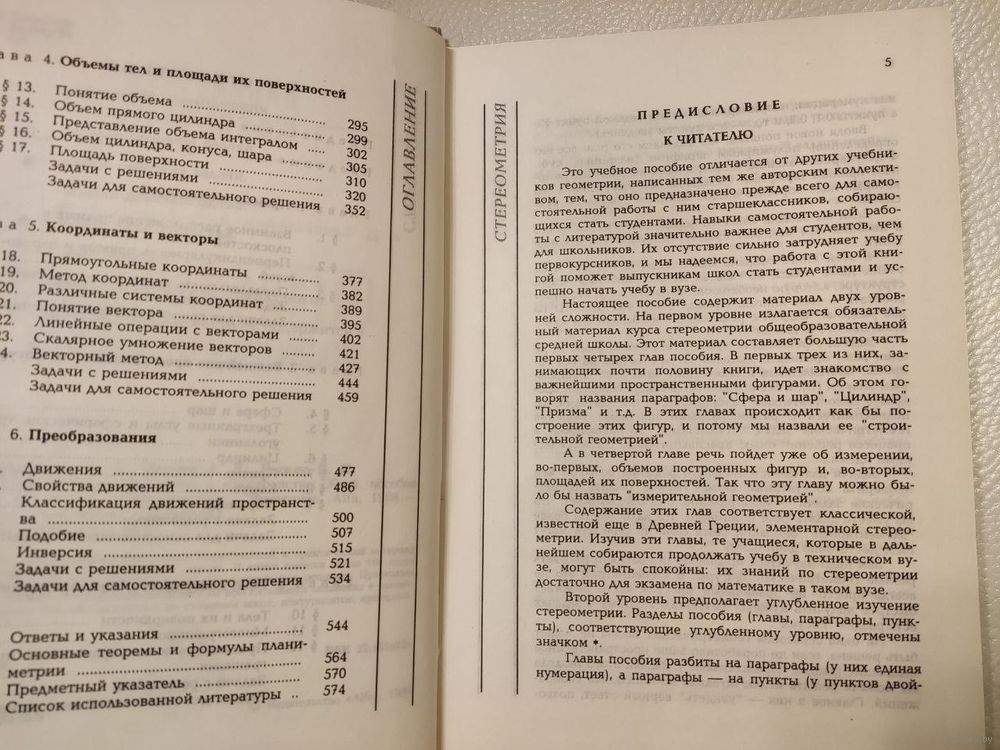 а в а 4. Объемы тел и площади их поверхностей
§ 13. Понятие объема ..... 295
§ 14. Объем прямого цилиндра ..... 299
§ 15. Представление объема интегралом ..... 302
§ 16. Объем цилиндра, конуса, шара ..... 305
§ 17. Площадь поверхности ..... 310
Задачи с решениями ..... 320
Задачи для самостоятельного решения 352
а 5. Координаты и векторы
18. Прямоугольные координаты ..... 377
19. Метод координат ..... 382
20. Различные системы координат ..... 389
21. Понятие вектора ..... 395
22. Линейные операции с векторами ..... 402
23. Скалярное умножение векторов ..... 421
4. Векторный метод ..... 427
Задачи с решениями ..... 444
Задачи для самостоятельного решения 459
6. Преобразования
Движения ..... 477
Свойства движений ..... 486
Классификация движений пространст-
ва ..... 500
Подобие ..... 507
Инверсия ..... 515
Задачи с решениями ..... 521
Задачи для самостоятельного решения 534
Ответы и указания ..... 544
Основные теоремы и формулы плани-
метрии ..... 564
Предметный указатель ..... 570
Список использованной литературы .. 574
ОГЛАВЛЕНИЕ
СТЕРЕОМЕТРИЯ
5
ПРЕДИСЛОВИЕ
К ЧИТАТЕЛЮ
Это учебное пособие отличается от других учебни-
ков геометрии, написанных тем же авторским коллекти-
вом, тем, что оно предназначено прежде всего для само-
стоятельной работы с ним старшеклассников, собираю-
щихся стать студентами. Навыки самостоятельной рабо-
ты с литературой значительно важнее для студентов, чем
для школьников. Их отсутствие сильно затрудняет учебу
первокурсников, и мы надеемся, что работа с этой кни-
гой поможет выпускникам школ стать студентами и ус-
пешно начать учебу в вузе.
Настоящее пособие содержит материал двух уров-
ней сложности. На первом уровне излагается обязатель-
ный материал курса стереометрии общеобразовательной
средней школы. Этот материал составляет большую часть
первых четырех глав пособия. В первых трех из них, за-
нимающих почти половину книги, идет знакомство с
важнейшими пространственными фигурами. Об этом го-
ворят названия параграфов: "Сфера и шар", "Цилиндр",
"Призма" и т.д. В этих главах происходит как бы по-
строение этих фигур, и потому мы назвали ее "строи-
тельной геометрией".
А в четвертой главе речь пойдет уже об измерении,
во-первых, объемов построенных фигур и, во-вторых,
площадей их поверхностей. Так что эту главу можно бы-
ло бы назвать "измерительной геометрией".
Содержание этих глав соответствует классической,
известной еще в Древней Греции, элементарной стерео-
метрии. Изучив эти главы, те учащиеся, которые в даль-
нейшем собираются продолжать учебу в техническом ву-
зе, могут быть спокойны: их знаний по стереометрии
достаточно для экзамена по математике в таком вузе.
Второй уровень предполагает углубленное изучение
стереометрии. Разделы пособия (главы, параграфы, пунк-
ты), соответствующие углубленному уровню, отмечены
значком *.
Главы пособия разбиты на параграфы (у них единая
нумерация), а параграфы — на пункты (у пунктов двой-